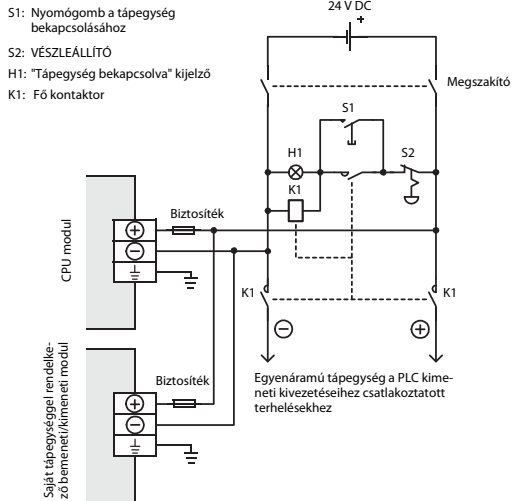 S1: Nyomógomb a tápegység
bekapcsolásához
S2: VÉSZLEÁLLÍTÓ
H1: "Tápegység bekapcsolva" kijelző
K1: Fő kontaktor
24 V DC
+
Megszakító
S1
H1
S2
K1
CPU modul
Biztosíték
K1
K1
Saját tápegységgel rendelke-
ző bemeneti/kimeneti modul
Biztosíték
Egyenáramú tápegység a PLC kime-
neti kivezetéseihez csatlakoztatott
terhelésekhez